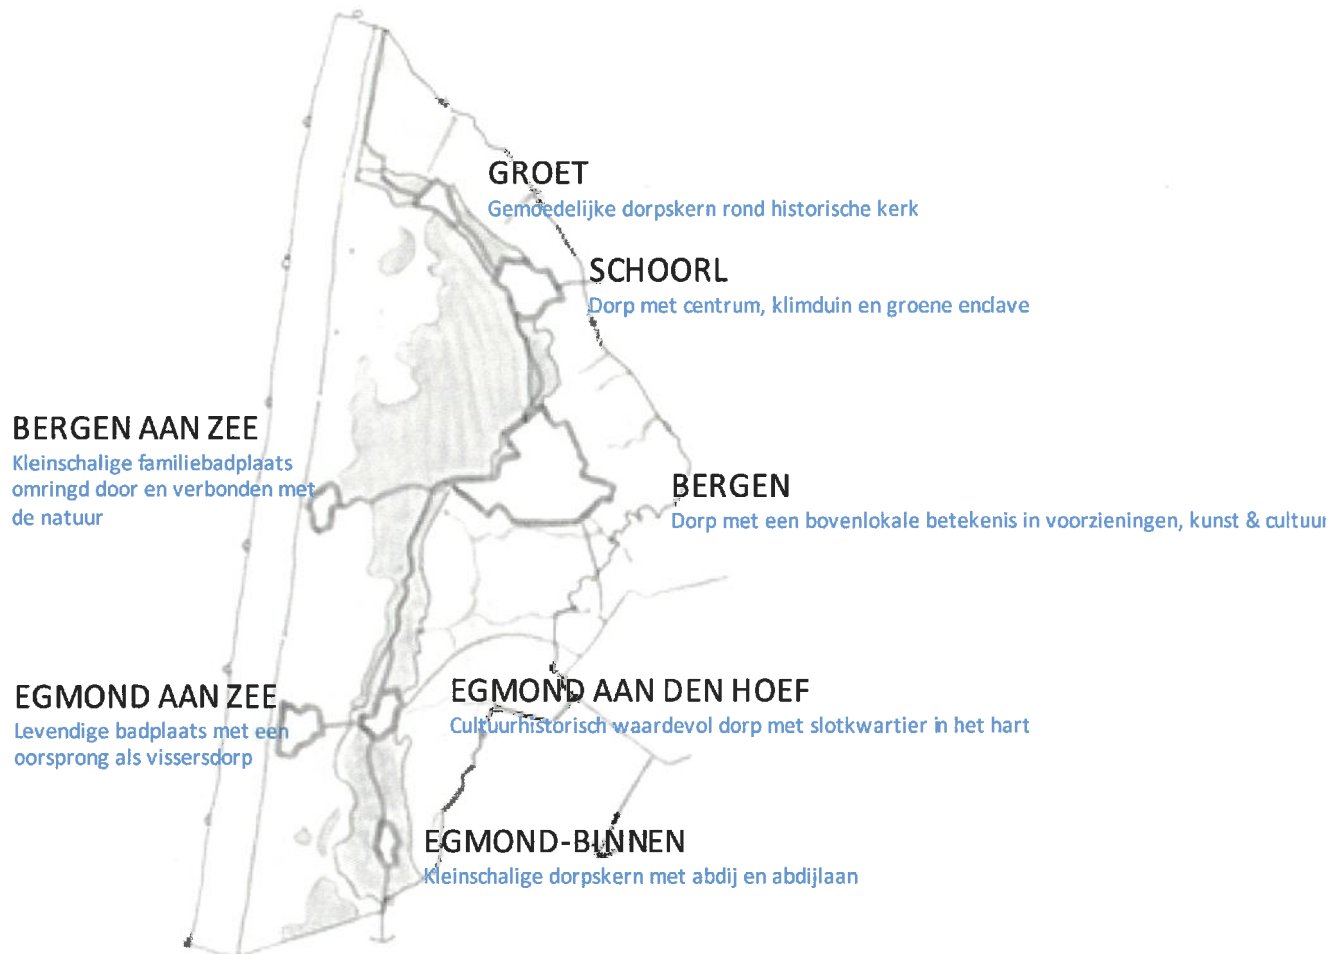 GROET
Gemoedelijke dorpskern rond historische kerk
SCHOORL
Dorp met centrum, klimduin en groene enclave
BERGEN AAN ZEE
Kleinschalige familiebadplaats
omringd door en verbonden met
de natuur
BERGEN
Dorp met een bovenlokale betekenis in voorzieningen, kunst & cultuur
EGMOND AAN ZEE
Levendige badplaats met een
oorsprong als vissersdorp
EGMOND AAN DEN HOEF
Cultuurhistorisch waardevol dorp met slotkwartier in het hart
EGMOND-BINNEN
Kleinschalige dorpskern met abdij en abdijlaan